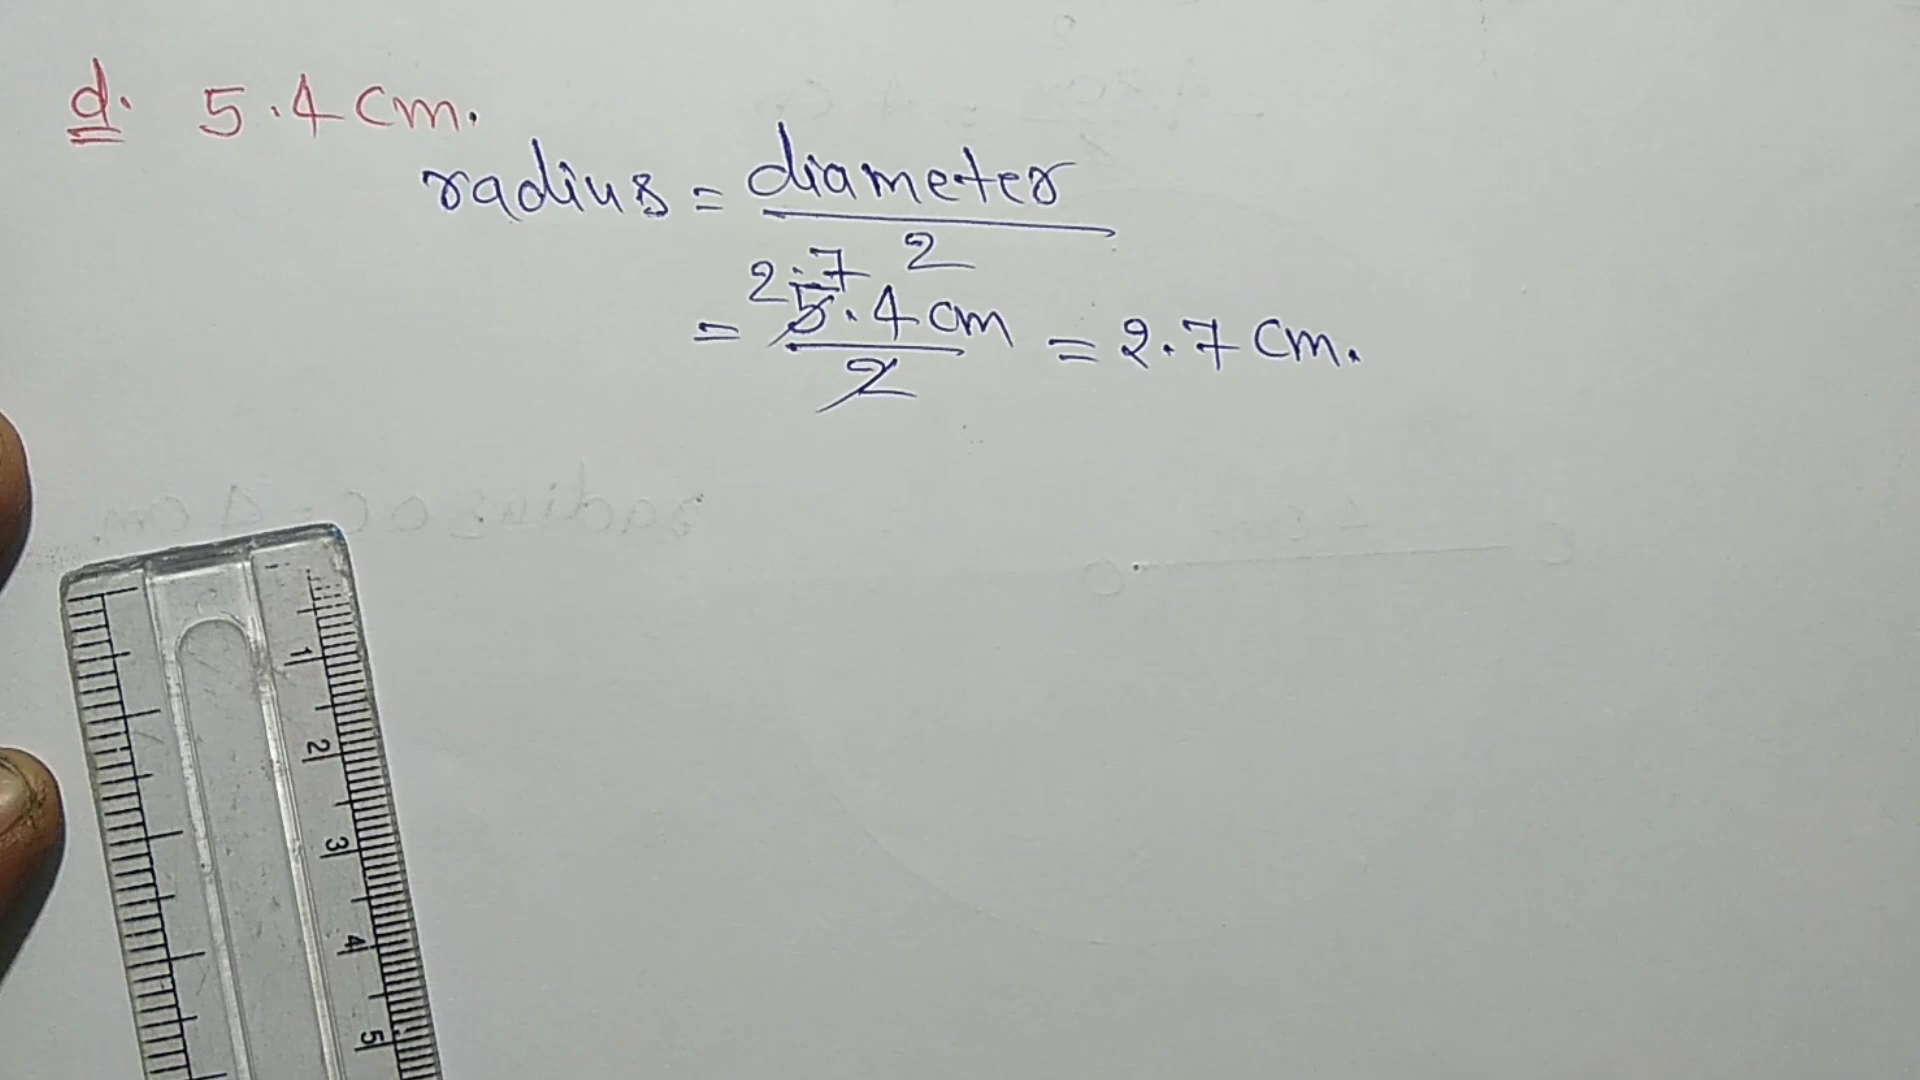 d. 5.4 cm.
radius = diameter
2
2.7
= 5.4 cm = 2.7 cm.
2
1
2
3
4
5